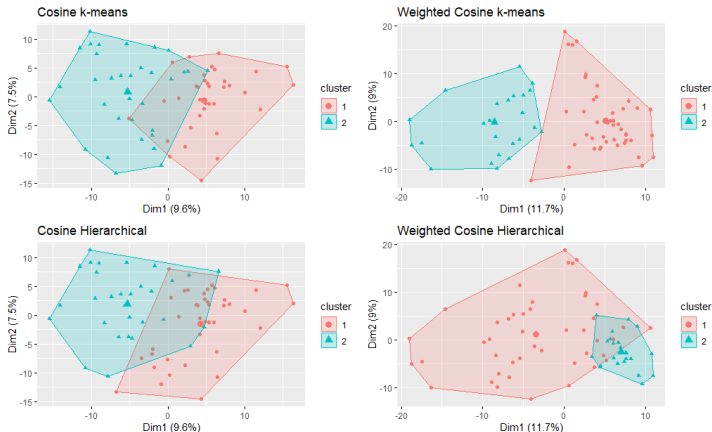 Cosine k-means
Dim2 (7.5%)
10
5
0
-5
-10
-15
-10
0
10
Dim1 (9.6%)
cluster
1
2
Weighted Cosine k-means
Dim2 (9%)
20
10
0
-10
-20
-10
0
10
Dim1 (11.7%)
cluster
1
2
Cosine Hierarchical
Dim2 (7.5%)
10
5
0
-5
-10
-15
-10
0
10
Dim1 (9.6%)
cluster
1
2
Weighted Cosine Hierarchical
Dim2 (9%)
20
10
0
-10
-20
-10
0
10
Dim1 (11.7%)
cluster
1
2